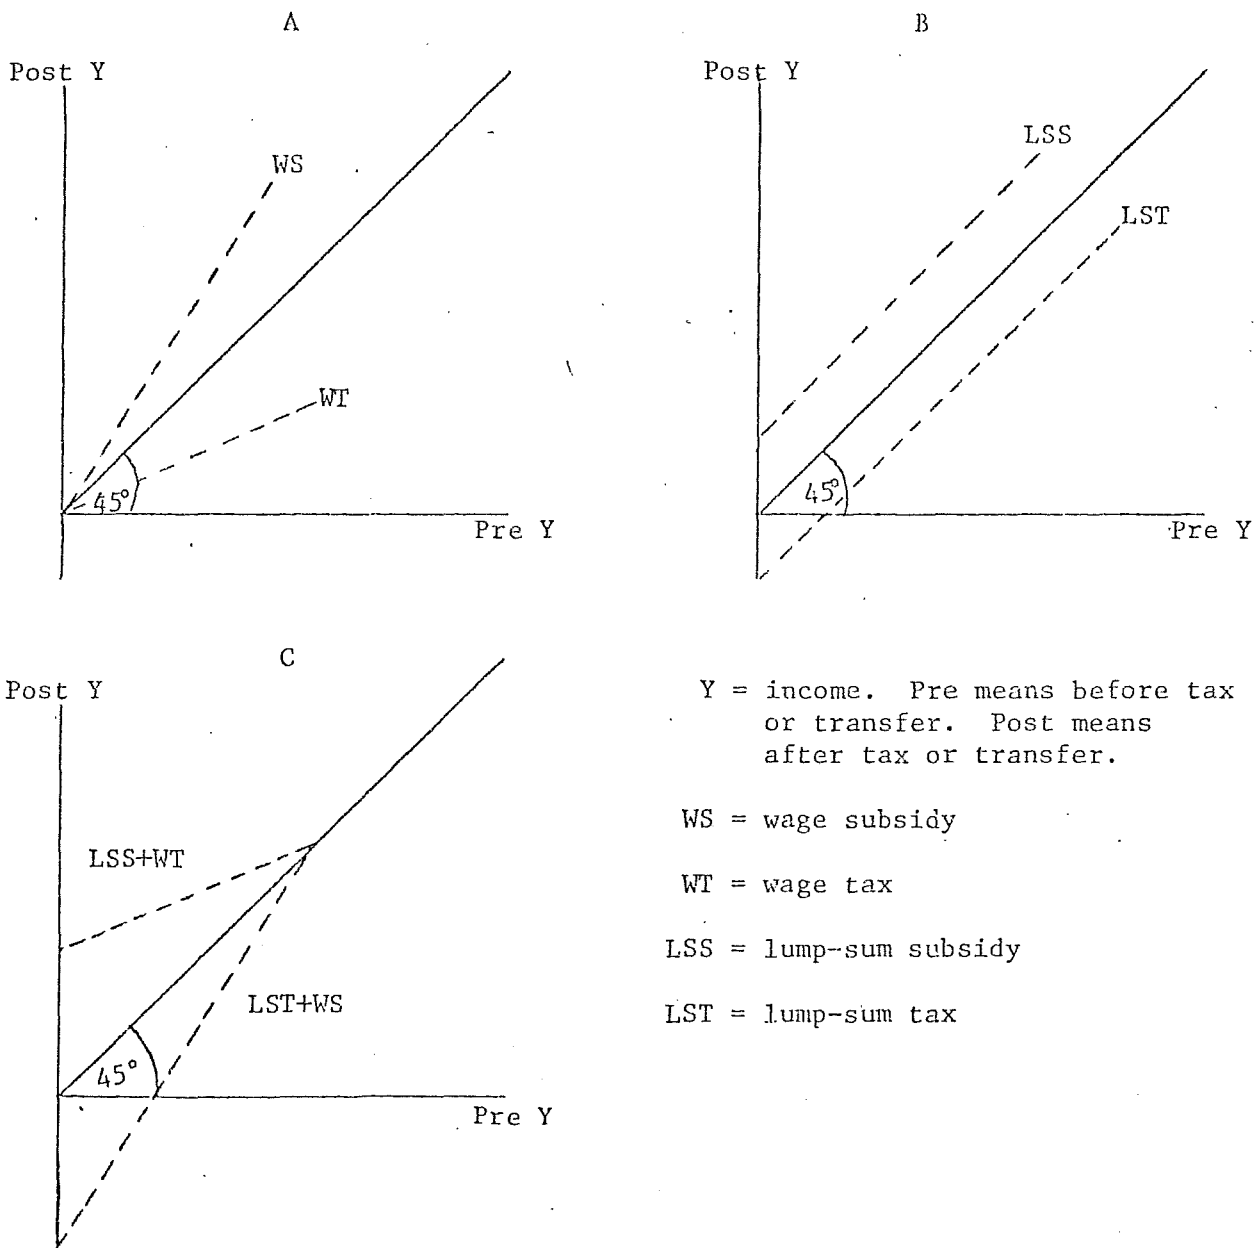 A
Post Y
WS
WT
45°
Pre Y
B
Post Y
LSS
LST
45°
Pre Y
C
Post Y
LSS+WT
LST+WS
45°
Pre Y
Y = income. Pre means before tax
or transfer. Post means
after tax or transfer.
WS = wage subsidy
WT = wage tax
LSS = lump-sum subsidy
LST = lump-sum tax